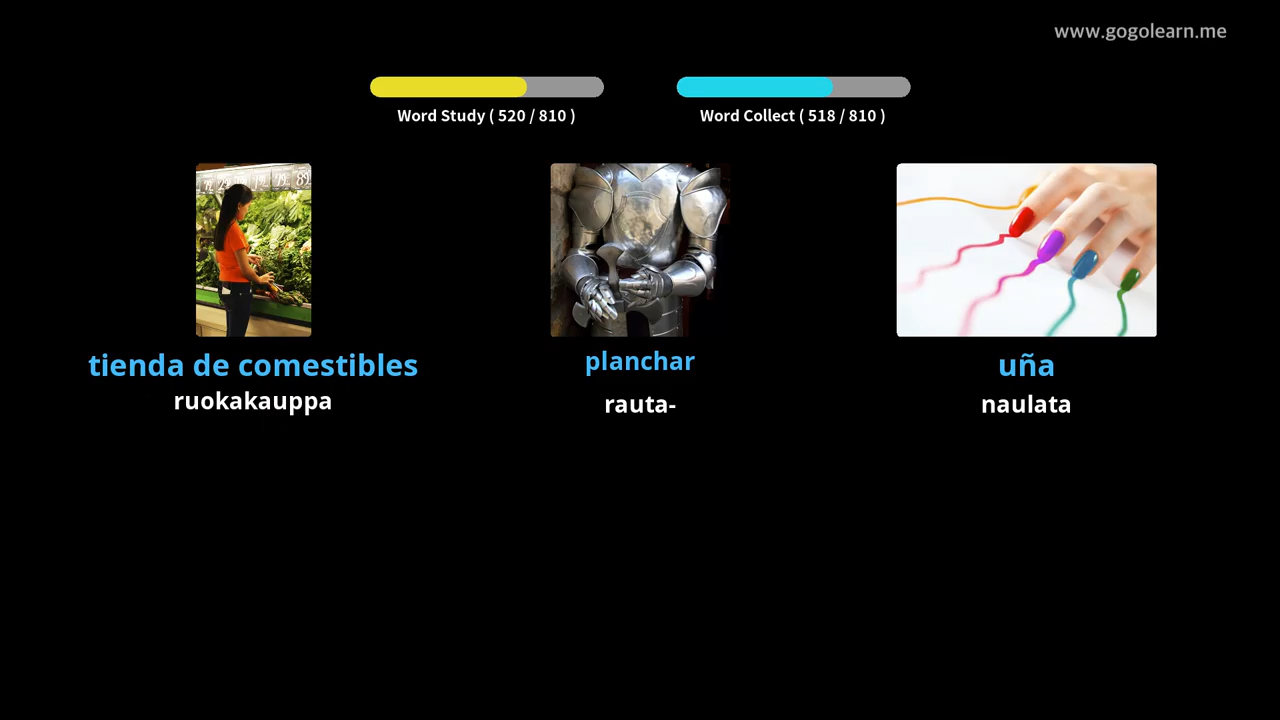 www.gogolearn.me
Word Study ( 520 / 810 )
Word Collect ( 518 / 810 )
tienda de comestibles
ruokakauppa
planchar
rauta-
uña
naulata